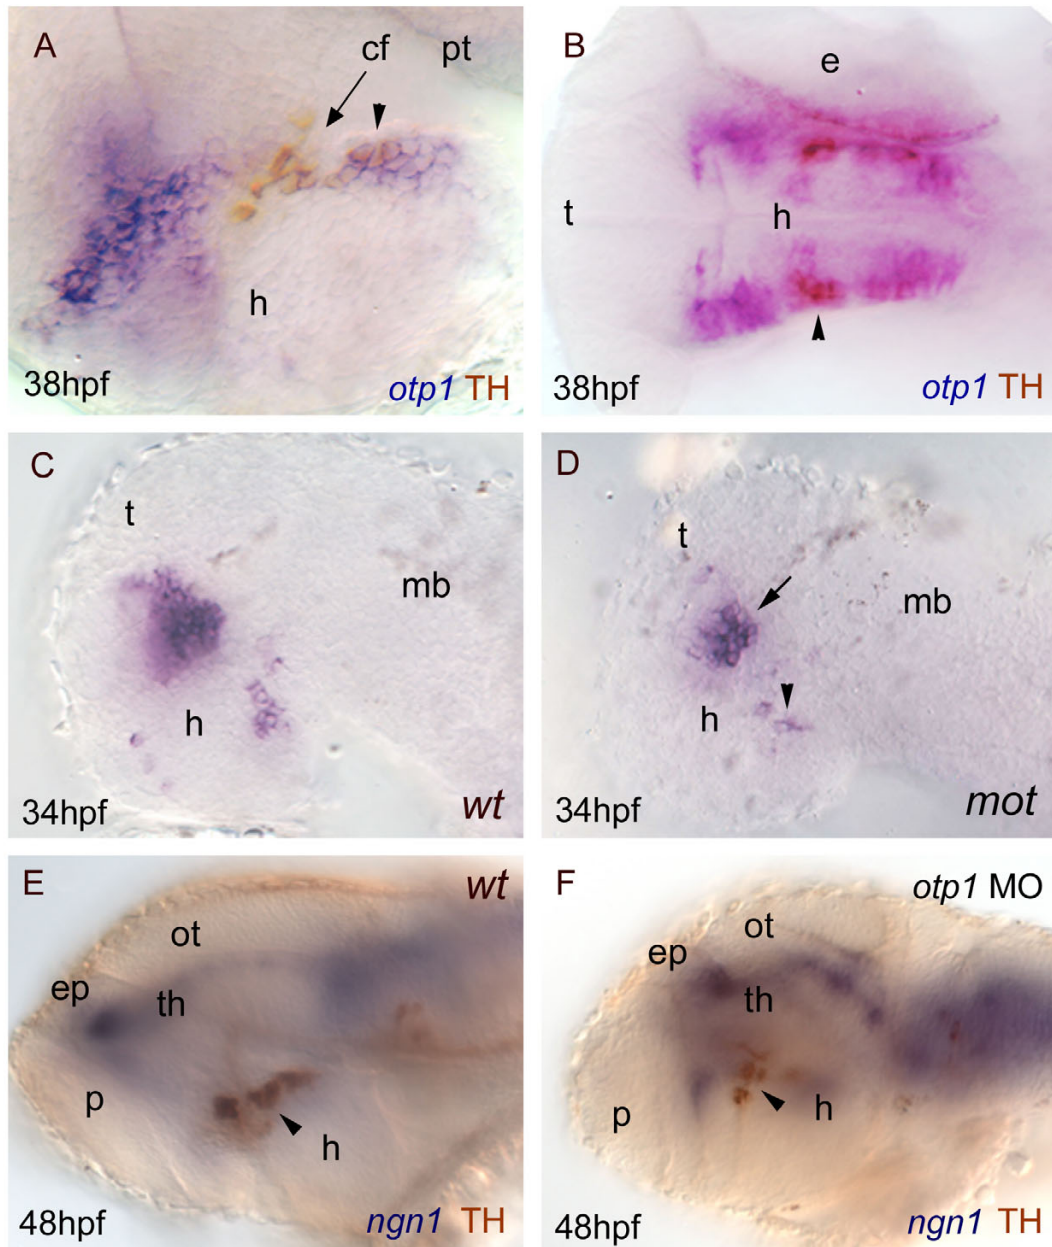 A
cf
pt
h
38hpf
otp1 TH
B
e
t
h
38hpf
otp1 TH
C
t
mb
h
34hpf
wt
D
t
mb
h
34hpf
mot
E
wt
ot
ep
th
p
h
48hpf
ngn1 TH
F
otp1 MO
ot
ep
th
p
h
48hpf
ngn1 TH